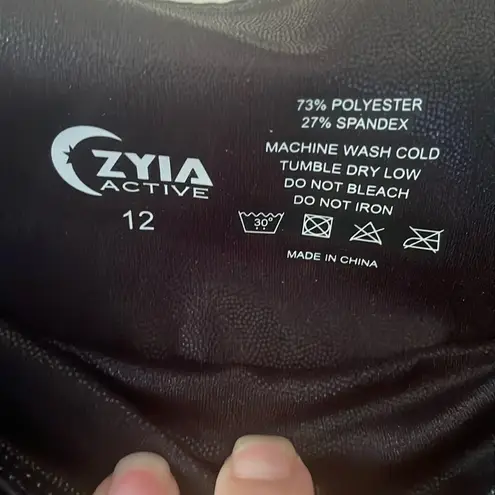 ZYIA
ACTIVE
12
73% POLYESTER
27% SPANDEX
MACHINE WASH COLD
TUMBLE DRY LOW
DO NOT BLEACH
DO NOT IRON
30°
MADE IN CHINA